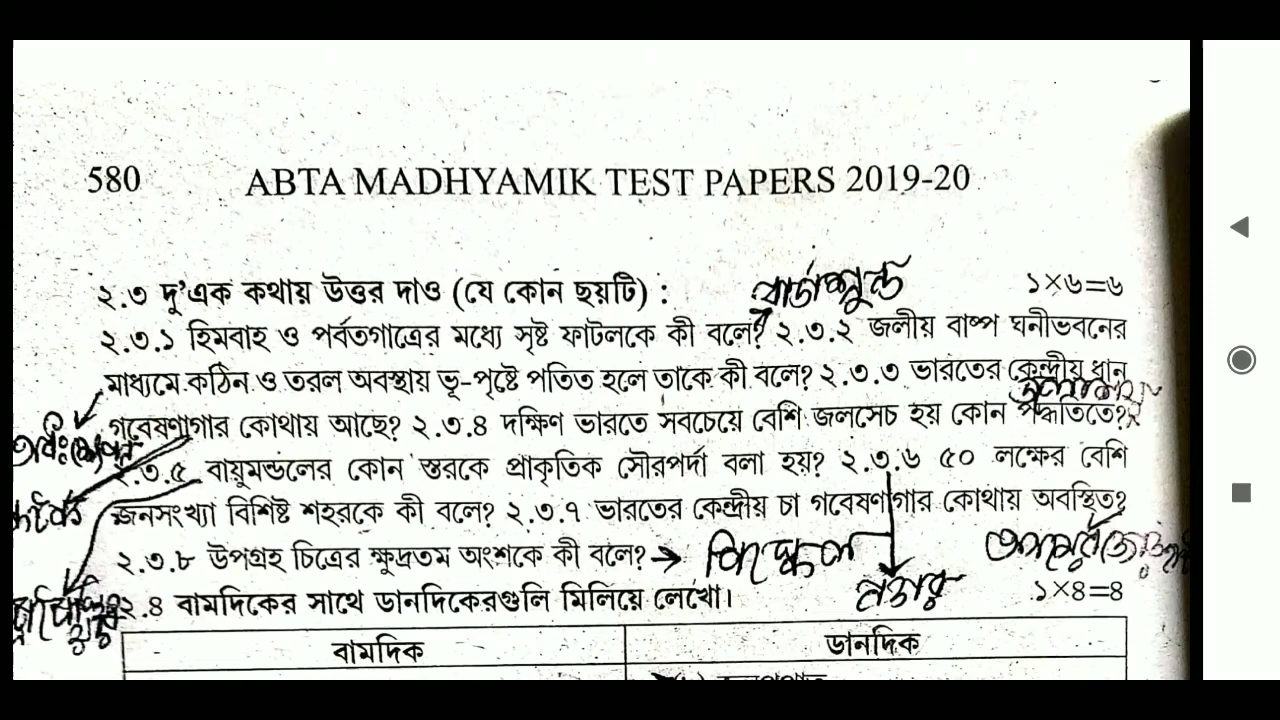 580 ABTA MADHYAMIK TEST PAPERS 2019-20
২.৩ দু'এক কথায় উত্তর দাও (যে কোন ছয়টি) : ১×৬=৬
২.৩.১ হিমবাহ ও পর্বতগাত্রের মধ্যে সৃষ্ট ফাটলকে কী বলে? ২.৩.২ জলীয় বাষ্প ঘনীভবনের
মাধ্যমে কঠিন ও তরল অবস্থায় ভূ-পৃষ্টে পতিত হলে তাকে কী বলে? ২.৩.৩ ভারতের কেন্দ্রীয় ধান
গবেষণাগার কোথায় আছে? ২.৩.৪ দক্ষিণ ভারতে সবচেয়ে বেশি জলসেচ হয় কোন পদ্ধতিতে?
২.৩.৫ বায়ুমন্ডলের কোন স্তরকে প্রাকৃতিক সৌরপর্দা বলা হয়? ২.৩.৬ ৫০ লক্ষের বেশি
জনসংখ্যা বিশিষ্ট শহরকে কী বলে? ২.৩.৭ ভারতের কেন্দ্রীয় চা গবেষণাগার কোথায় অবস্থিত?
২.৩.৮ উপগ্রহ চিত্রের ক্ষুদ্রতম অংশকে কী বলে?
২.৪ বামদিকের সাথে ডানদিকেরগুলি মিলিয়ে লেখো। ১×৪=৪
বামদিক ডানদিক